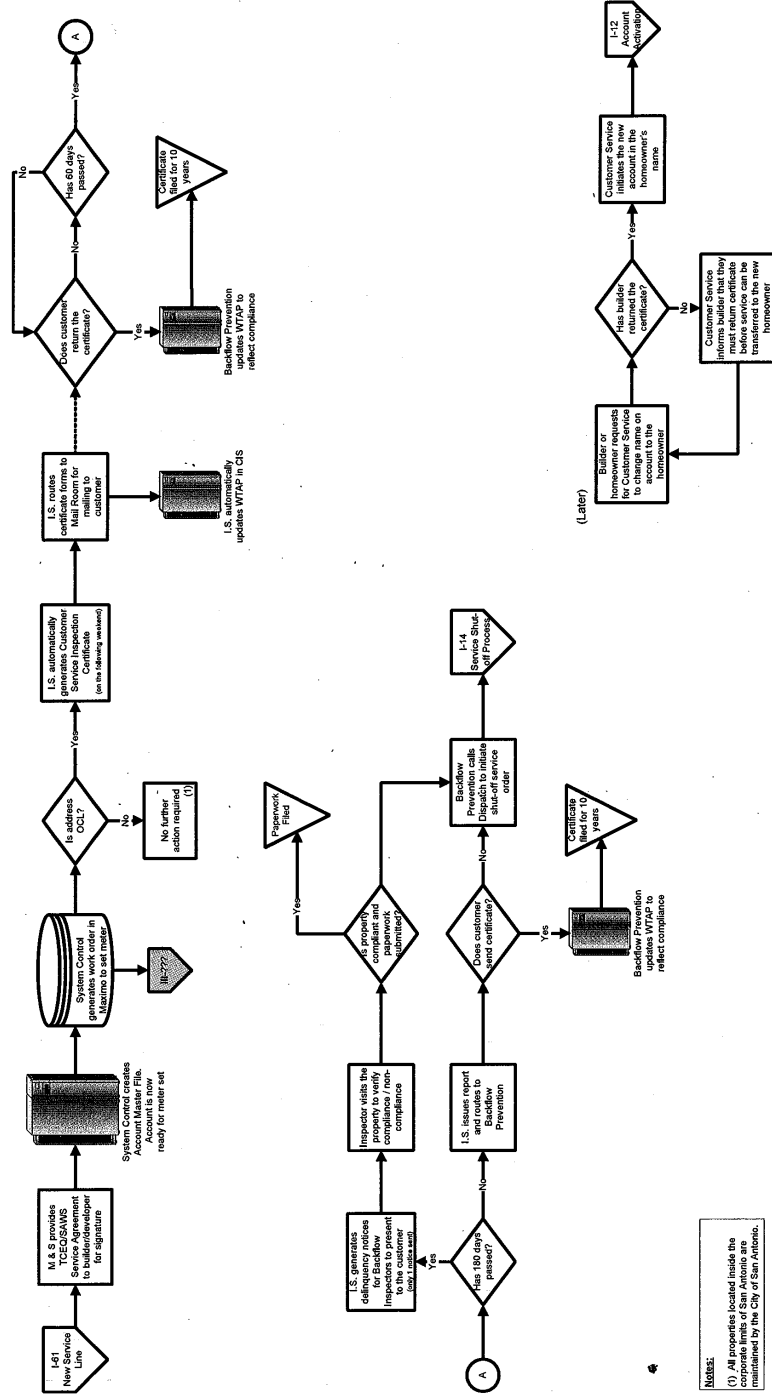 I-61
New Service
Line
M & S provides
TCEQ/SAWS
Service Agreement
to builder/developer
for signature
System Control creates
Account Master File.
Account is now
ready for meter set
System Control
generates work order in
Maximo to set meter
III-???
Is address
OCL?
Yes
No
No further
action required
(1)
I.S. automatically
generates Customer
Service Inspection
Certificate
(on the following weekend)
I.S. routes
certificate forms to
Mail Room for
mailing to
customer
I.S. automatically
updates WTAP in CIS
Does customer
return the
certificate?
Yes
No
Backflow Prevention
updates WTAP to
reflect compliance
Certificate
filed for 10
years
Has 60 days
passed?
No
Yes
A
A
Has 180 days
passed?
Yes
No
I.S. generates
delinquency notices
for Backflow
Inspectors to present
to the customer
(only 1 notice sent)
Inspector visits the
property to verify
compliance / non-
compliance
Is property
compliant and
paperwork
submitted?
Yes
Paperwork
Filed
I.S. issues report
and routes to
Backflow
Prevention
Does customer
send certificate?
No
Yes
Backflow Prevention
updates WTAP to
reflect compliance
Certificate
filed for 10
years
Backflow
Prevention calls
Dispatch to initiate
shut-off service
order
I-14
Service Shut-
off Process
(Later)
Builder or
homeowner requests
for Customer Service
to change name on
account to the
homeowner
Has builder
returned the
certificate?
Yes
No
Customer Service
informs builder that they
must return certificate
before service can be
transferred to the new
homeowner
Customer Service
initiates the new
account in the
homeowner's
name
I-12
Account
Activation
Notes:
(1) All properties located inside the
corporate limits of San Antonio are
maintained by the City of San Antonio.